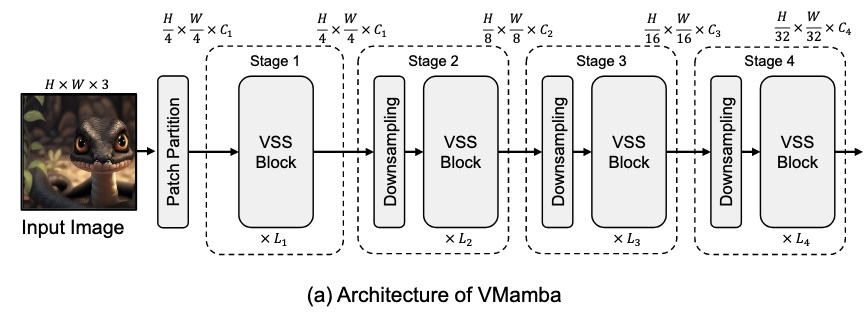 H/4 × W/4 × C₁
H/4 × W/4 × C₁
H/8 × W/8 × C₂
H/16 × W/16 × C₃
H/32 × W/32 × C₄
H × W × 3
Input Image
Patch Partition
Stage 1
VSS
Block
× L₁
Stage 2
Downsampling
VSS
Block
× L₂
Stage 3
Downsampling
VSS
Block
× L₃
Stage 4
Downsampling
VSS
Block
× L₄
(a) Architecture of VMamba